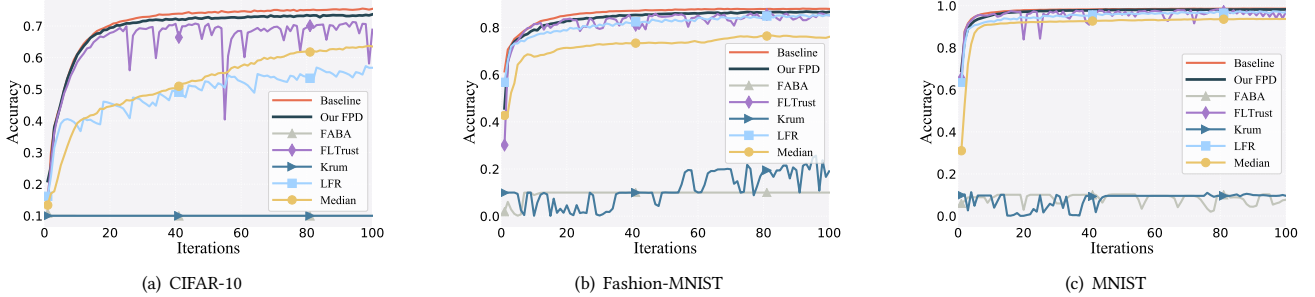 Accuracy
0.7
0.6
0.5
0.4
0.3
0.2
0.1
0 20 40 60 80 100
Iterations
Baseline
Our FPD
FABA
FLTrust
Krum
LFR
Median
(a) CIFAR-10
Accuracy
0.8
0.6
0.4
0.2
0.0
0 20 40 60 80 100
Iterations
Baseline
Our FPD
FABA
FLTrust
Krum
LFR
Median
(b) Fashion-MNIST
Accuracy
1.0
0.8
0.6
0.4
0.2
0.0
0 20 40 60 80 100
Iterations
Baseline
Our FPD
FABA
FLTrust
Krum
LFR
Median
(c) MNIST